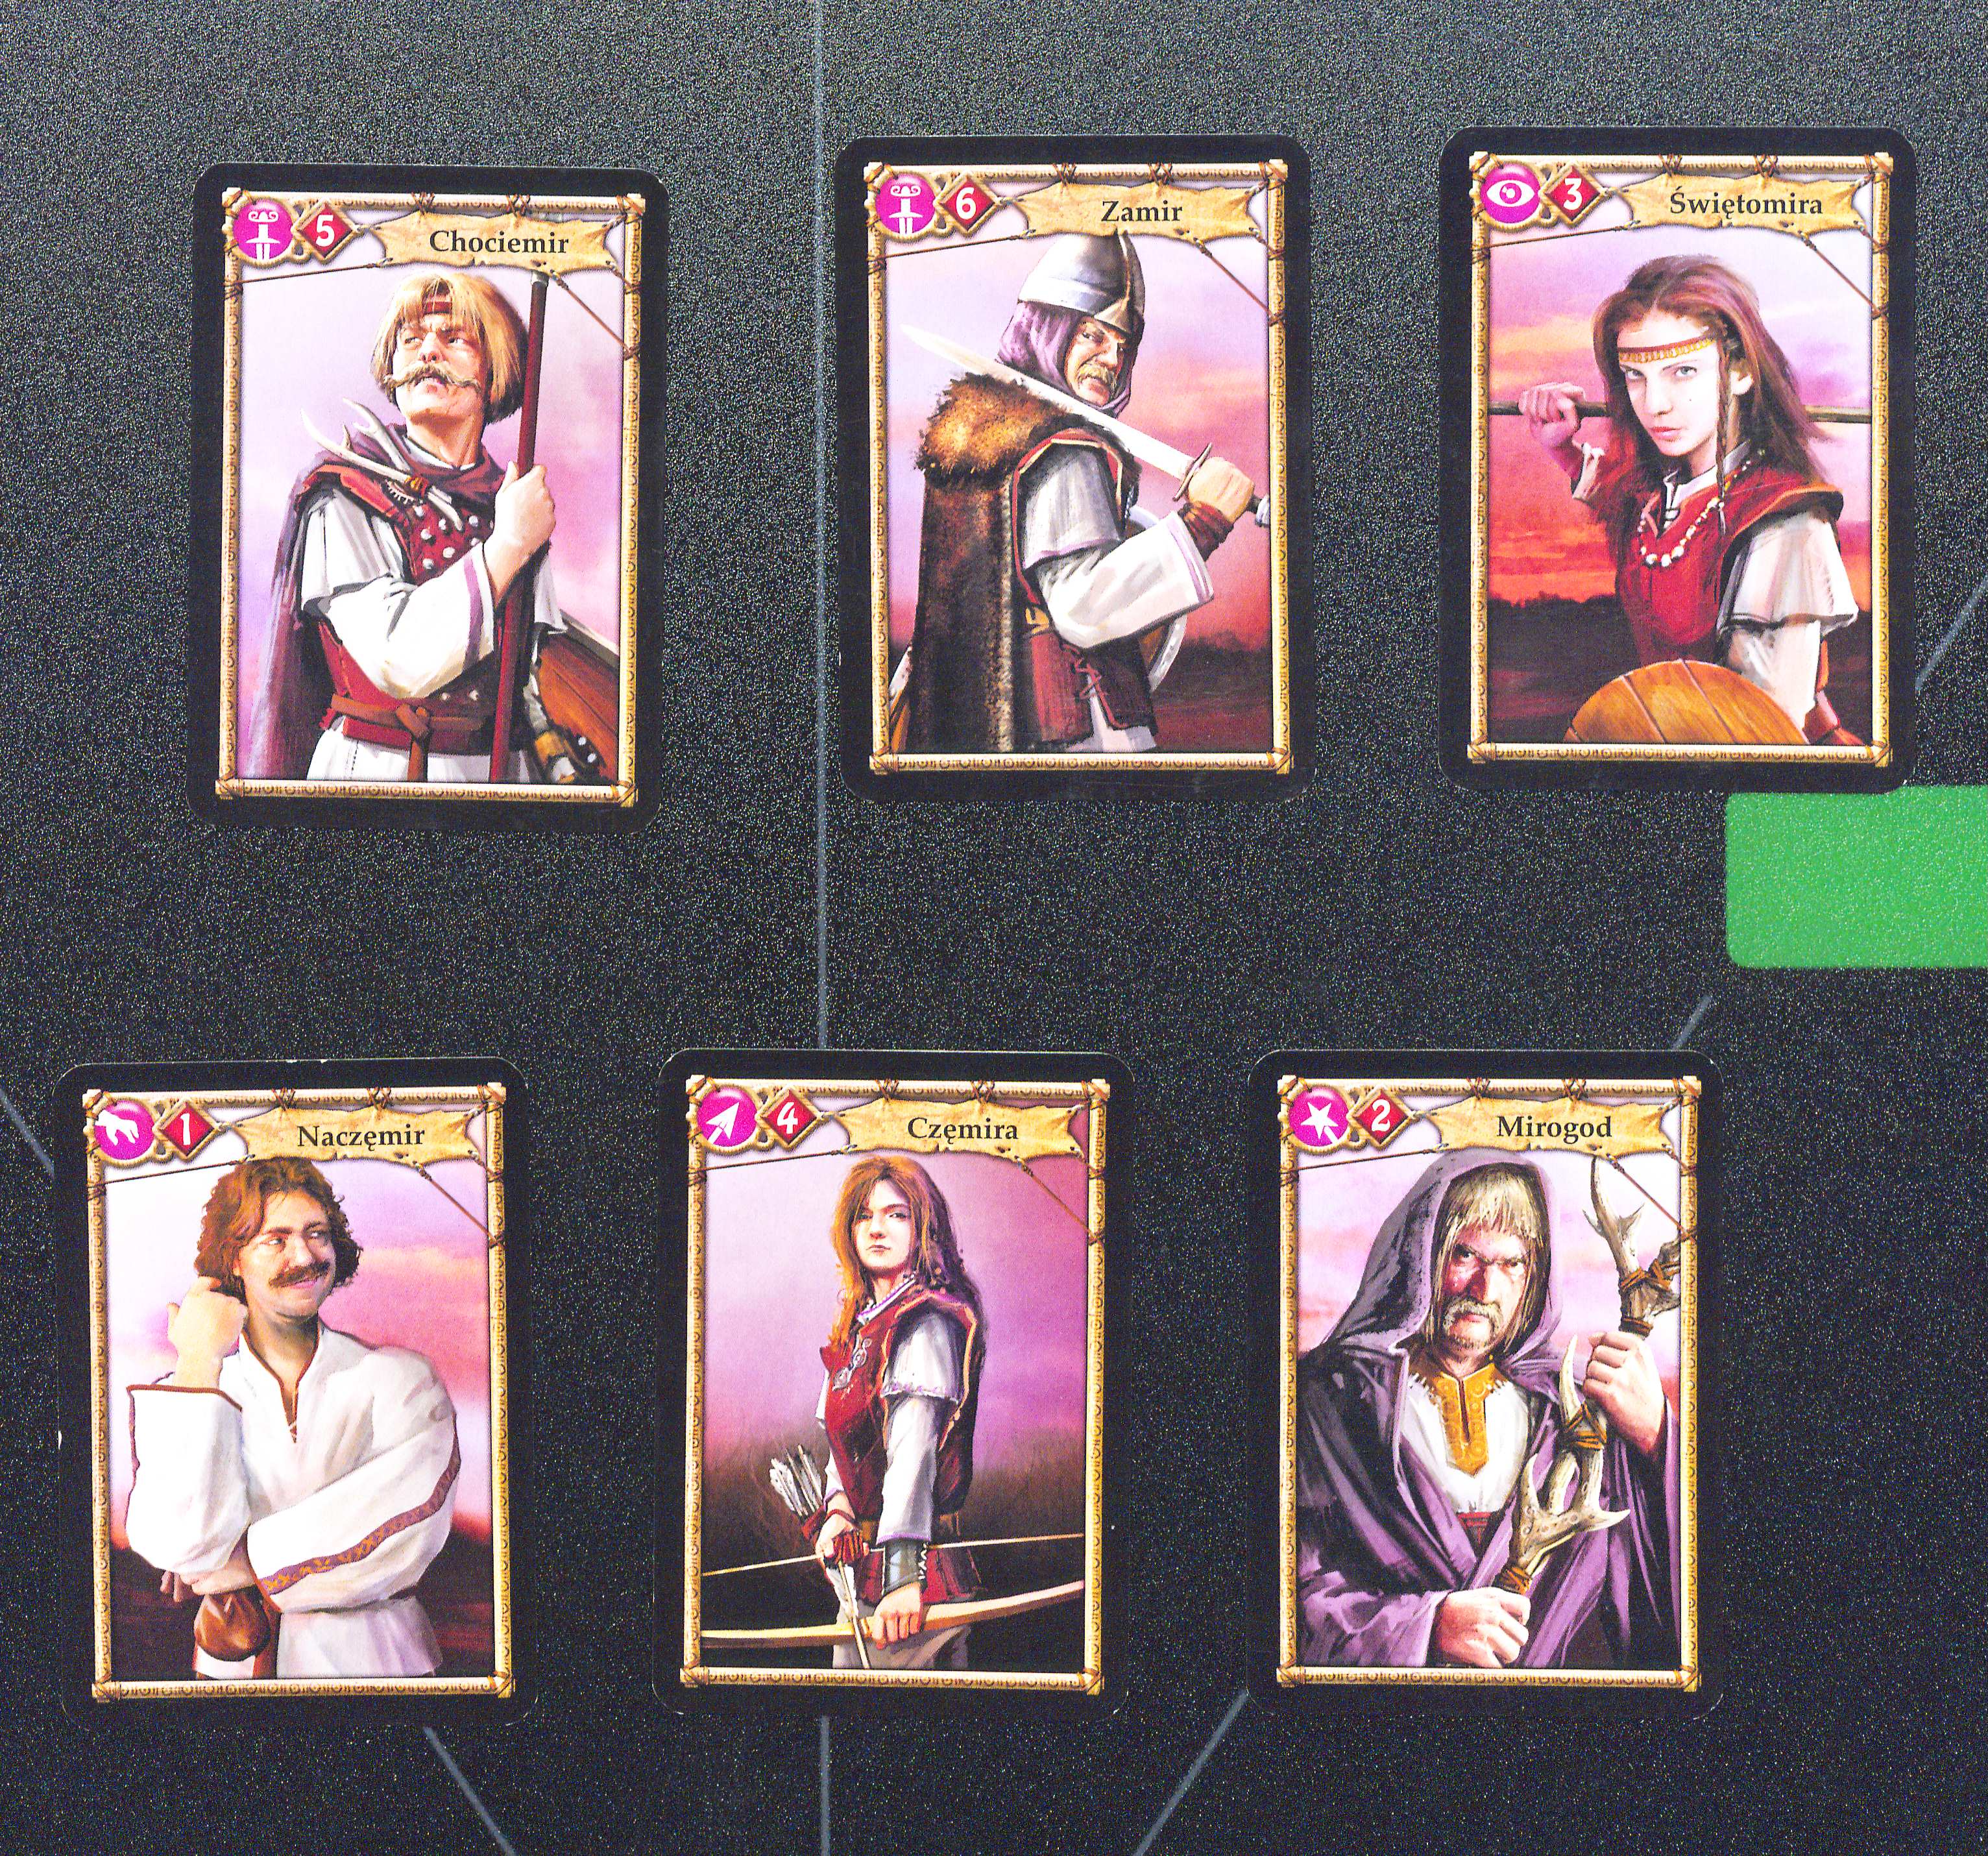 5 Chociemir
6 Zamir
3 Świętomira
1 Naczęmir
4 Częmira
2 Mirogod